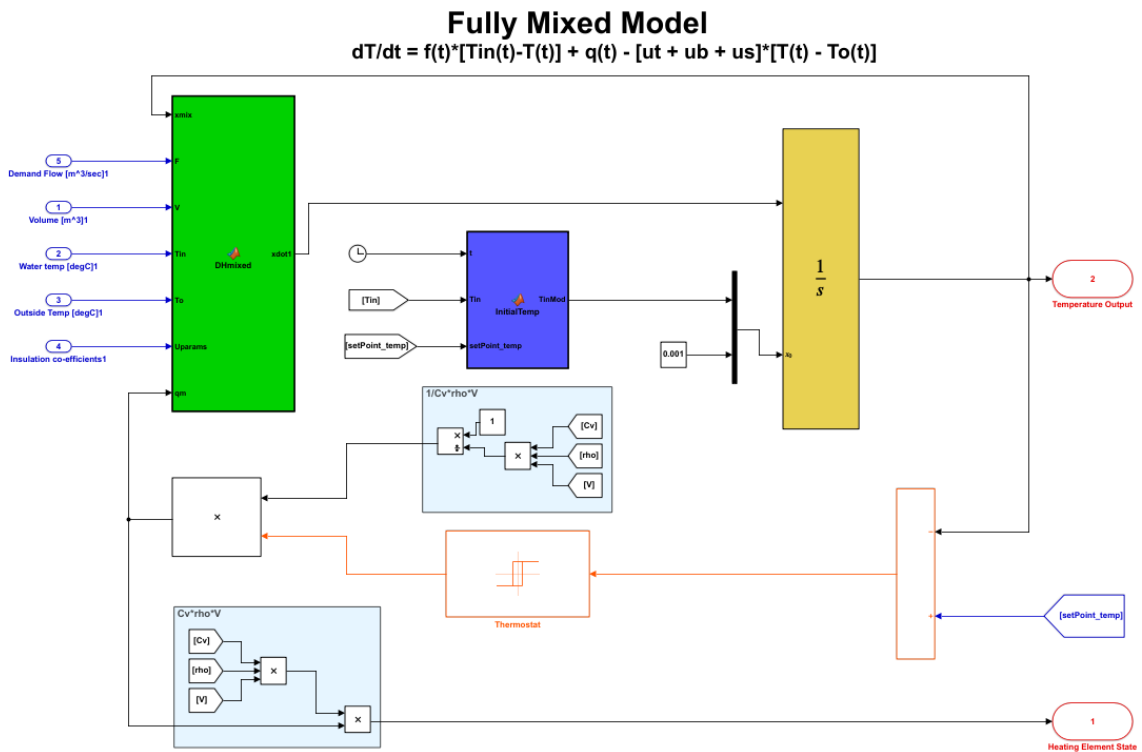 Fully Mixed Model
dT/dt = f(t)*[Tin(t)-T(t)] + q(t) - [ut + ub + us]*[T(t) - To(t)]
xmix
5
F
Demand Flow [m^3/sec]1
1
V
Volume [m^3]1
2
Tin
Water temp [degC]1
DHmixed
xdot1
3
To
Outside Temp [degC]1
4
Uparams
Insulation co-efficients1
qm
t
[Tin]
Tin
InitialTemp
TinMod
[setPoint_temp]
setPoint_temp
0.001
1
s
x₀
2
Temperature Output
1/Cv*rho*V
1
×
÷
×
[Cv]
[rho]
[V]
×
Thermostat
−
+
[setPoint_temp]
Cv*rho*V
[Cv]
[rho]
[V]
×
×
1
Heating Element State